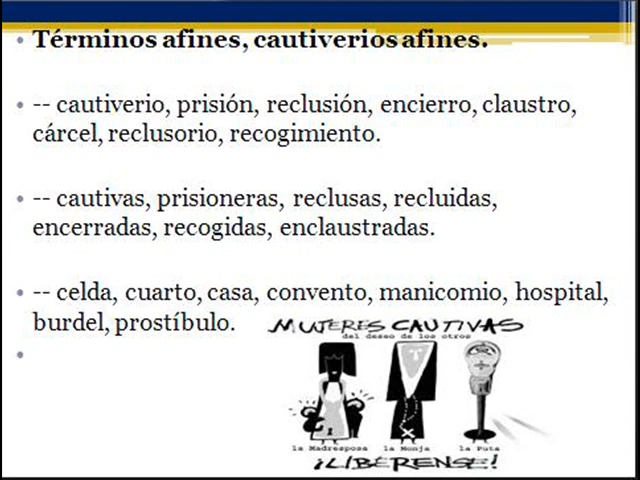 Términos afines, cautiverios afines.
-- cautiverio, prisión, reclusión, encierro, claustro,
cárcel, reclusorio, recogimiento.
-- cautivas, prisioneras, reclusas, recluidas,
encerradas, recogidas, enclaustradas.
-- celda, cuarto, casa, convento, manicomio, hospital,
burdel, prostíbulo.
MUJERES CAUTIVAS
del deseo de los otros
la Madresposa la Monja la Puta
¡LIBÉRENSE!